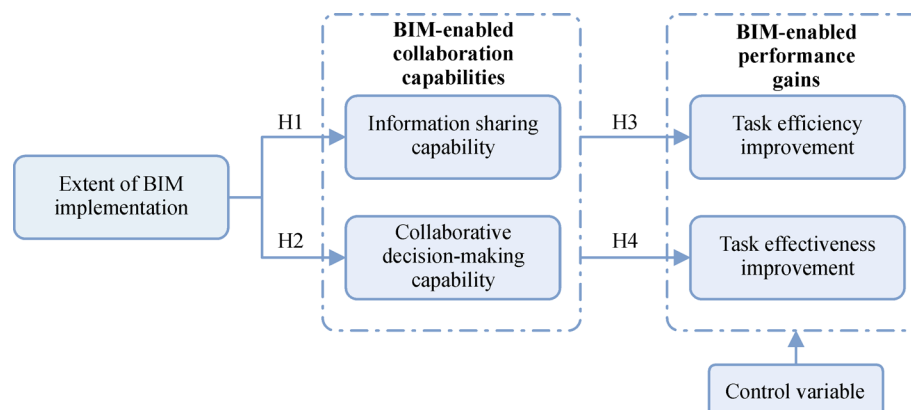 BIM-enabled
collaboration
capabilities
BIM-enabled
performance
gains
H1
Information sharing
capability
H3
Task efficiency
improvement
Extent of BIM
implementation
H2
Collaborative
decision-making
capability
H4
Task effectiveness
improvement
Control variable